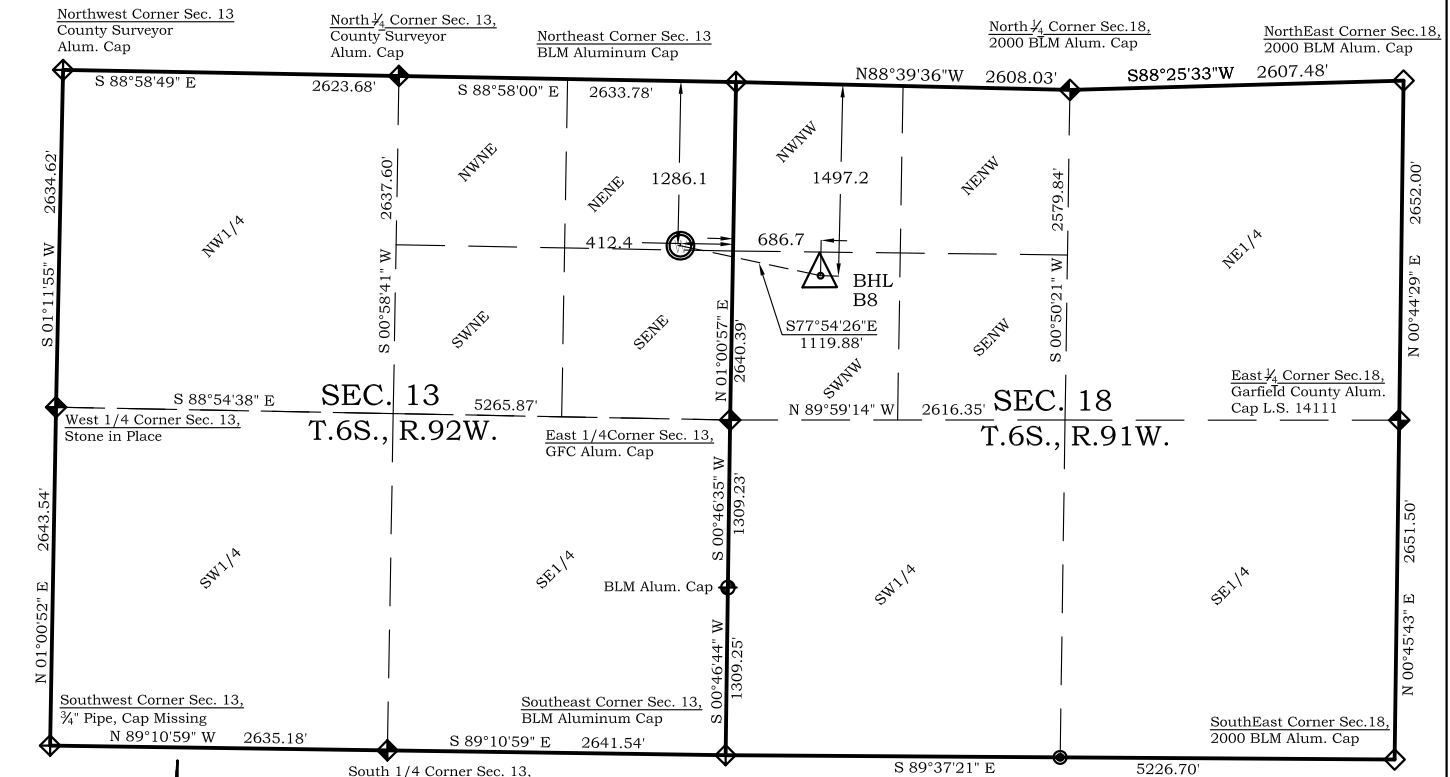 Northwest Corner Sec. 13
County Surveyor
Alum. Cap
North 1/4 Corner Sec. 13,
County Surveyor
Alum. Cap
Northeast Corner Sec. 13
BLM Aluminum Cap
North 1/4 Corner Sec.18,
2000 BLM Alum. Cap
NorthEast Corner Sec.18,
2000 BLM Alum. Cap
S 88°58'49" E 2623.68'
S 88°58'00" E 2633.78'
N88°39'36"W 2608.03'
S88°25'33"W 2607.48'
S 01°11'55" W 2634.62'
NW1/4
S 00°58'41" W 2637.60'
NWNE
NENE
1286.1
412.4
SWNE
SENE
NWNW
1497.2
NENW
686.7
BHL
B8
S77°54'26"E
1119.88'
N 01°00'57" E
2640.39'
SWNW
SENW
S 00°50'21" W 2579.84'
NE1/4
N 00°44'29" E 2652.00'
S 88°54'38" E 5265.87'
SEC. 13
T.6S., R.92W.
West 1/4 Corner Sec. 13,
Stone in Place
East 1/4Corner Sec. 13,
GFC Alum. Cap
N 89°59'14" W 2616.35'
SEC. 18
T.6S., R.91W.
East 1/4 Corner Sec.18,
Garfield County Alum.
Cap L.S. 14111
N 01°00'52" E 2643.54'
SW1/4
SE1/4
S 00°46'35" W
1309.23'
BLM Alum. Cap
S 00°46'44" W
1309.25'
SW1/4
SE1/4
N 00°45'43" E 2651.50'
Southwest Corner Sec. 13,
¾" Pipe, Cap Missing
N 89°10'59" W 2635.18'
Southeast Corner Sec. 13,
BLM Aluminum Cap
S 89°10'59" E 2641.54'
SouthEast Corner Sec.18,
2000 BLM Alum. Cap
S 89°37'21" E 5226.70'
South 1/4 Corner Sec. 13,